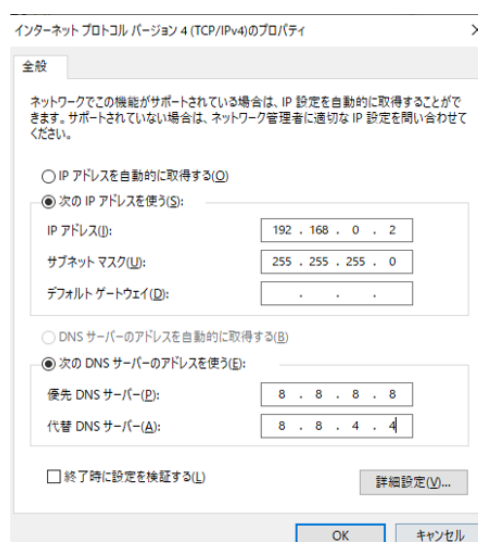 インターネット プロトコル バージョン 4 (TCP/IPv4)のプロパティ
全般
ネットワークでこの機能がサポートされている場合は、IP 設定を自動的に取得することがで
きます。サポートされていない場合は、ネットワーク管理者に適切な IP 設定を問い合わせて
ください。
IP アドレスを自動的に取得する(O)
次の IP アドレスを使う(S):
IP アドレス(I): 192 . 168 . 0 . 2
サブネット マスク(U): 255 . 255 . 255 . 0
デフォルト ゲートウェイ(D): . . .
DNS サーバーのアドレスを自動的に取得する(B)
次の DNS サーバーのアドレスを使う(E):
優先 DNS サーバー(P): 8 . 8 . 8 . 8
代替 DNS サーバー(A): 8 . 8 . 4 . 4
終了時に設定を検証する(L)
詳細設定(V)...
OK キャンセル